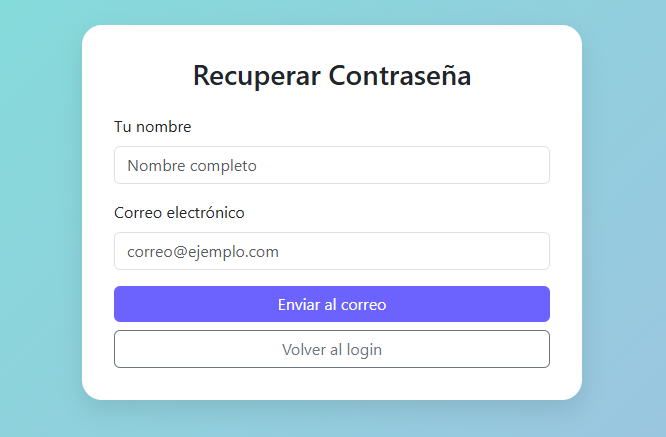 Recuperar Contraseña
Tu nombre
Nombre completo
Correo electrónico
correo@ejemplo.com
Enviar al correo
Volver al login